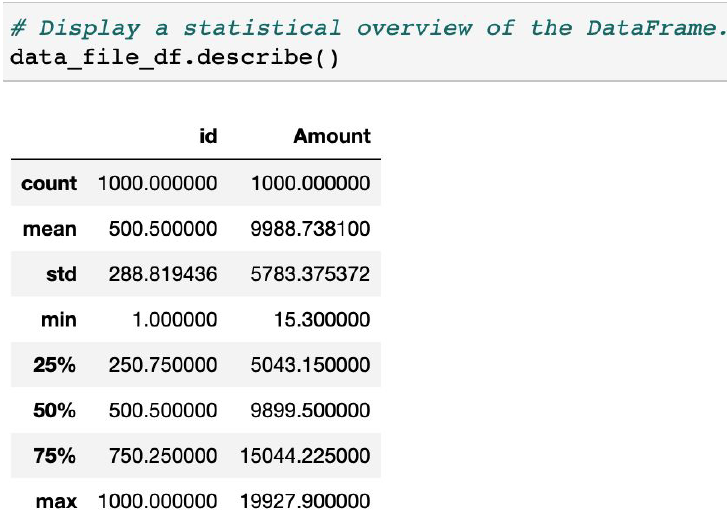 # Display a statistical overview of the DataFrame.
data_file_df.describe()
id Amount
count 1000.000000 1000.000000
mean 500.500000 9988.738100
std 288.819436 5783.375372
min 1.000000 15.300000
25% 250.750000 5043.150000
50% 500.500000 9899.500000
75% 750.250000 15044.225000
max 1000.000000 19927.900000